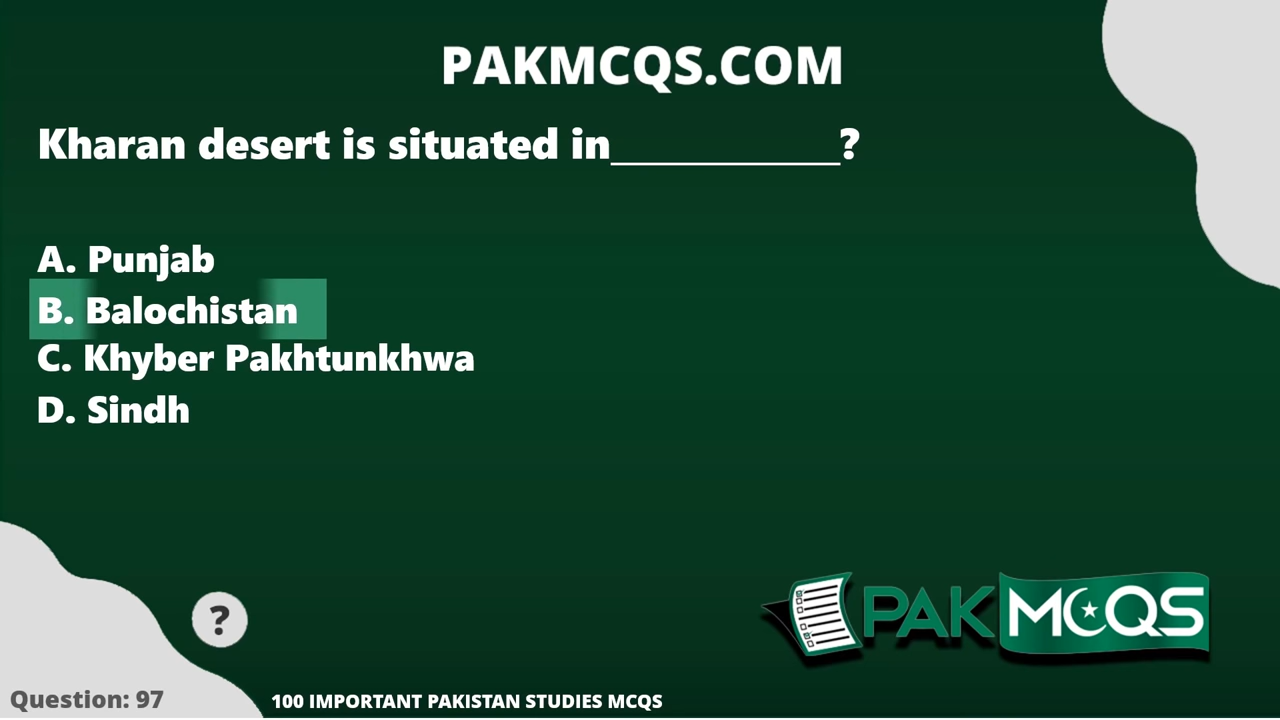 PAKMCQS.COM
Kharan desert is situated in____________?
A. Punjab
B. Balochistan
C. Khyber Pakhtunkhwa
D. Sindh
?
PAKMCQS
Question: 97
100 IMPORTANT PAKISTAN STUDIES MCQS